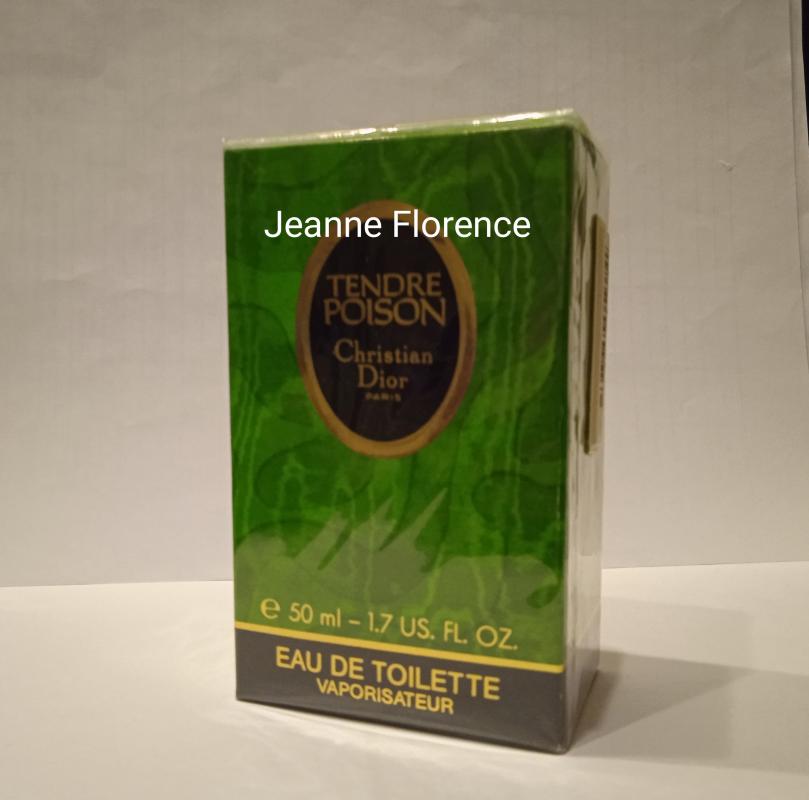 Jeanne Florence
TENDRE
POISON
Christian
Dior
PARIS
e 50 ml – 1.7 US. FL. OZ.
EAU DE TOILETTE
VAPORISATEUR